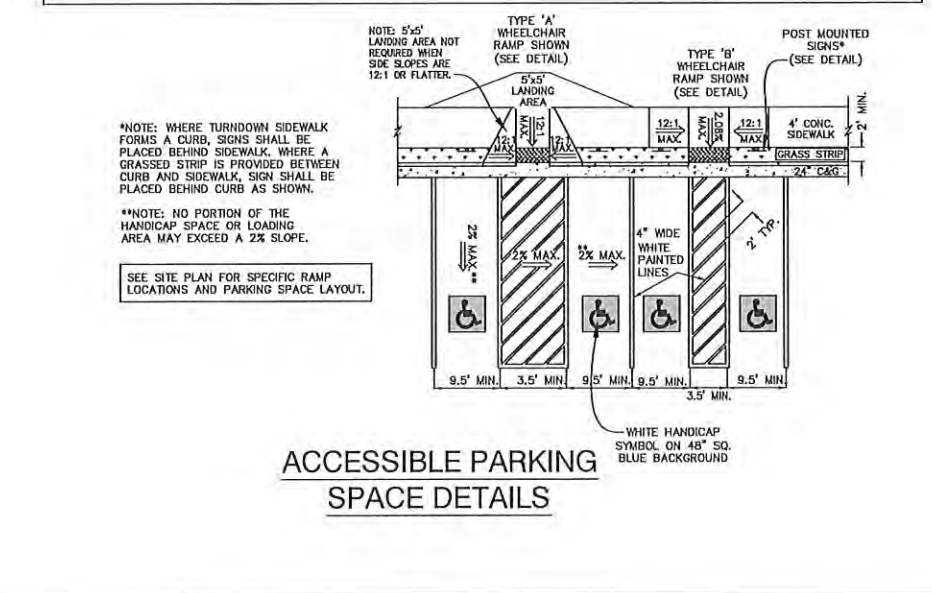 NOTE: 5'x5'
LANDING AREA NOT
REQUIRED WHEN
SIDE SLOPES ARE
12:1 OR FLATTER.
TYPE 'A'
WHEELCHAIR
RAMP SHOWN
(SEE DETAIL)
5'x5'
LANDING
AREA
TYPE 'B'
WHEELCHAIR
RAMP SHOWN
(SEE DETAIL)
POST MOUNTED
SIGNS*
(SEE DETAIL)
*NOTE: WHERE TURNDOWN SIDEWALK
FORMS A CURB, SIGNS SHALL BE
PLACED BEHIND SIDEWALK. WHERE A
GRASSED STRIP IS PROVIDED BETWEEN
CURB AND SIDEWALK, SIGN SHALL BE
PLACED BEHIND CURB AS SHOWN.
**NOTE: NO PORTION OF THE
HANDICAP SPACE OR LOADING
AREA MAY EXCEED A 2% SLOPE.
SEE SITE PLAN FOR SPECIFIC RAMP
LOCATIONS AND PARKING SPACE LAYOUT.
12:1
MAX.
12:1
MAX.
12:1
MAX.
12:1
MAX.
2.08%
MAX.
12:1
MAX.
4' CONC.
SIDEWALK
2' MIN.
GRASS STRIP
24" C&G
2% MAX.**
2% MAX.
**
2% MAX.
4" WIDE
WHITE
PAINTED
LINES
2' TYP.
9.5' MIN.
3.5' MIN.
9.5' MIN.
9.5' MIN.
3.5' MIN.
9.5' MIN.
WHITE HANDICAP
SYMBOL ON 48" SQ.
BLUE BACKGROUND
ACCESSIBLE PARKING
SPACE DETAILS